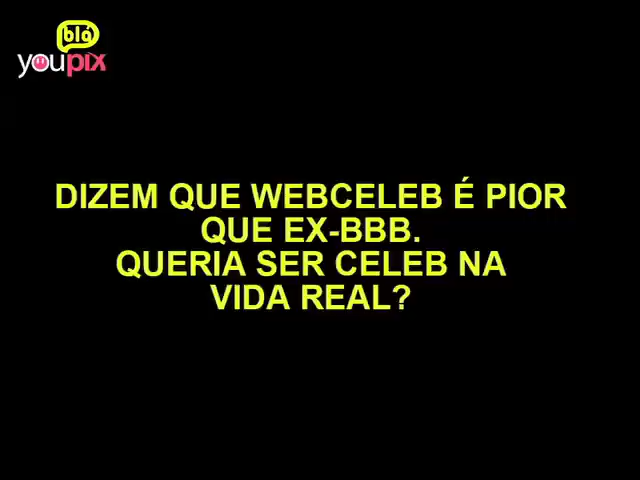 blá
youpix
DIZEM QUE WEBCELEB É PIOR
QUE EX-BBB.
QUERIA SER CELEB NA
VIDA REAL?